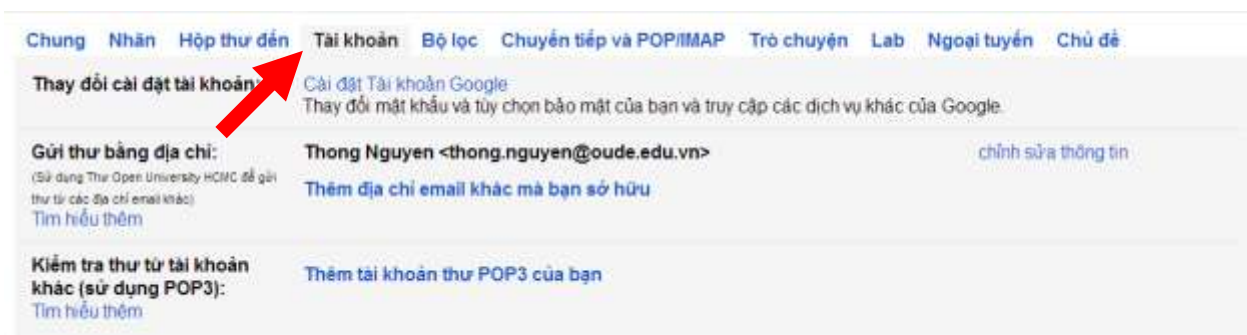 Chung Nhãn Hộp thư đến Tài khoản Bộ lọc Chuyển tiếp và POP/IMAP Trò chuyện Lab Ngoại tuyến Chủ đề
Thay đổi cài đặt tài khoản: Cài đặt Tài khoản Google
Thay đổi mật khẩu và tùy chọn bảo mật của bạn và truy cập các dịch vụ khác của Google.
Gửi thư bằng địa chỉ: Thong Nguyen <thong.nguyen@oude.edu.vn> chỉnh sửa thông tin
(Sử dụng The Open University HCMC để gửi
thư từ các địa chỉ email khác)
Thêm địa chỉ email khác mà bạn sở hữu
Tìm hiểu thêm
Kiểm tra thư từ tài khoản
khác (sử dụng POP3):
Thêm tài khoản thư POP3 của bạn
Tìm hiểu thêm